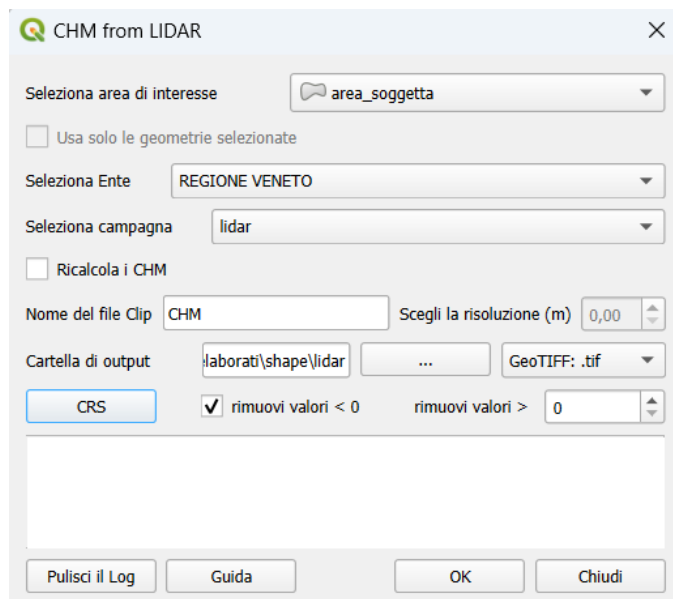 CHM from LIDAR
Seleziona area di interesse area_soggetta
Usa solo le geometrie selezionate
Seleziona Ente REGIONE VENETO
Seleziona campagna lidar
Ricalcola i CHM
Nome del file Clip CHM Scegli la risoluzione (m) 0,00
Cartella di output elaborati\shape\lidar ... GeoTIFF: .tif
CRS rimuovi valori < 0 rimuovi valori > 0
Pulisci il Log Guida OK Chiudi